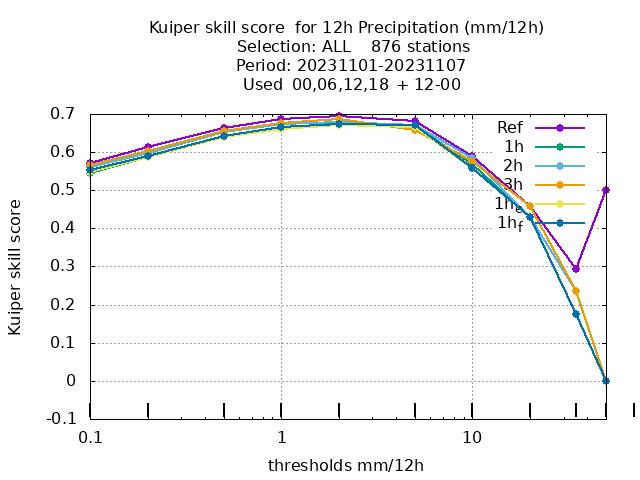 Kuiper skill score  for 12h Precipitation (mm/12h)
Selection: ALL    876 stations
Period: 20231101-20231107
Used  00,06,12,18  + 12-00
Kuiper skill score
0.7
0.6
0.5
0.4
0.3
0.2
0.1
0
-0.1
0.1
1
10
thresholds mm/12h
Ref
1h
2h
3h
1he
1hf